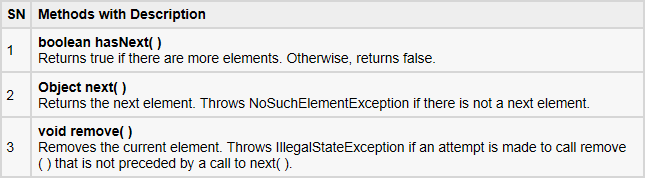 SN Methods with Description
1
boolean hasNext( )
Returns true if there are more elements. Otherwise, returns false.
2
Object next( )
Returns the next element. Throws NoSuchElementException if there is not a next element.
3
void remove( )
Removes the current element. Throws IllegalStateException if an attempt is made to call remove
( ) that is not preceded by a call to next( ).